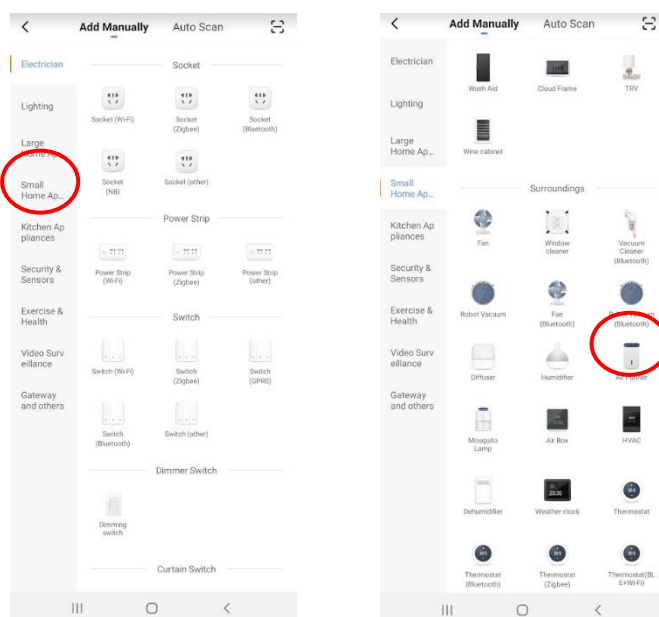 Add Manually Auto Scan
Electrician
Socket
Lighting
Socket (Wi-Fi)
Socket
(Zigbee)
Socket
(Bluetooth)
Large
Home Ap...
Small
Home Ap...
Socket
(NB)
Socket (other)
Kitchen Ap
pliances
Power Strip
Security &
Sensors
Power Strip
(Wi-Fi)
Power Strip
(Zigbee)
Power Strip
(other)
Exercise &
Health
Switch
Video Surv
eillance
Switch (Wi-Fi)
Switch
(Zigbee)
Switch
(GPRS)
Gateway
and others
Switch
(Bluetooth)
Switch (other)
Dimmer Switch
Dimming
switch
Curtain Switch
Add Manually Auto Scan
Electrician
Wash Aid
Cloud Frame
TRV
Lighting
Large
Home Ap...
Wine cabinet
Small
Home Ap...
Surroundings
Kitchen Ap
pliances
Fan
Window
cleaner
Vacuum
Cleaner
(Bluetooth)
Security &
Sensors
Exercise &
Health
Robot Vacuum
Fan
(Bluetooth)
Robot Vacuum
(Bluetooth)
Video Surv
eillance
Diffuser
Humidifier
Air Purifier
Gateway
and others
Mosquito
Lamp
Air Box
HVAC
Dehumidifier
Weather clock
Thermostat
Thermostat
(Bluetooth)
Thermostat
(Zigbee)
Thermostat(BL
E+Wi-Fi)